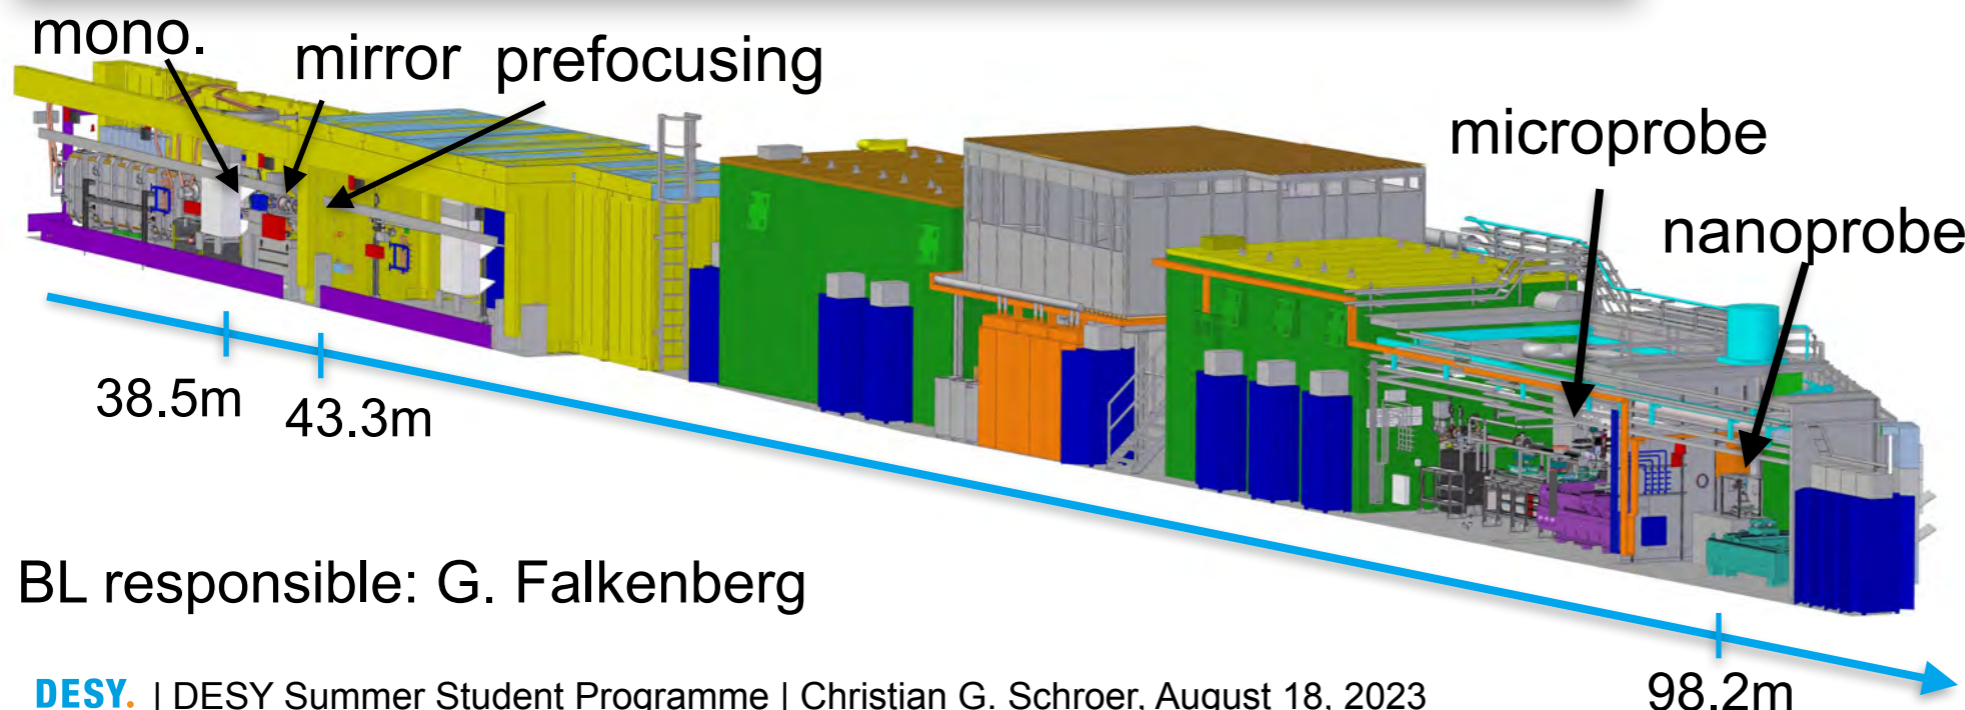 mono.
mirror
prefocusing
microprobe
nanoprobe
38.5m
43.3m
BL responsible: G. Falkenberg
98.2m
DESY. | DESY Summer Student Programme | Christian G. Schroer, August 18, 2023